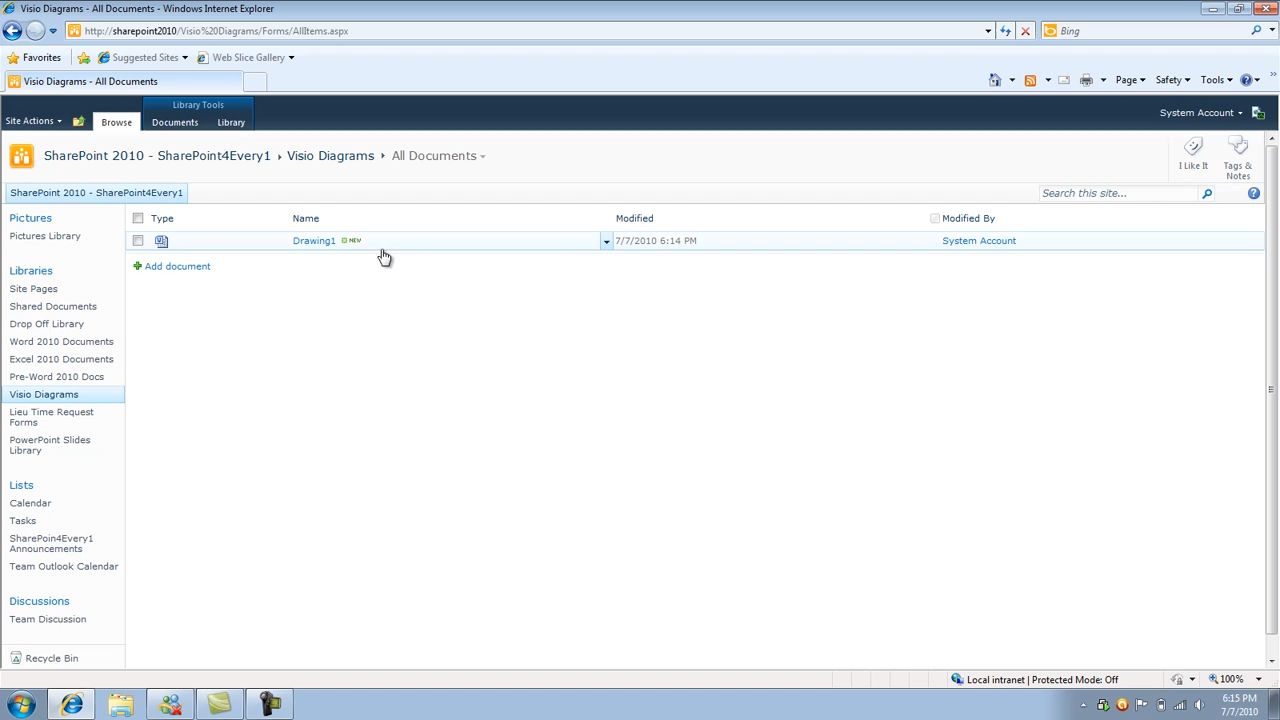 Visio Diagrams - All Documents - Windows Internet Explorer
http://sharepoint2010/Visio%20Diagrams/Forms/AllItems.aspx
Bing
Favorites
Suggested Sites
Web Slice Gallery
Visio Diagrams - All Documents
Page
Safety
Tools
Library Tools
Site Actions
Browse
Documents
Library
System Account
SharePoint 2010 - SharePoint4Every1
Visio Diagrams
All Documents
I Like It
Tags &
Notes
SharePoint 2010 - SharePoint4Every1
Search this site...
Pictures
Pictures Library
Libraries
Site Pages
Shared Documents
Drop Off Library
Word 2010 Documents
Excel 2010 Documents
Pre-Word 2010 Docs
Visio Diagrams
Lieu Time Request
Forms
PowerPoint Slides
Library
Lists
Calendar
Tasks
SharePoin4Every1
Announcements
Team Outlook Calendar
Discussions
Team Discussion
Recycle Bin
Type
Name
Modified
Modified By
Drawing1
NEW
7/7/2010 6:14 PM
System Account
Add document
Local intranet | Protected Mode: Off
100%
6:15 PM
7/7/2010